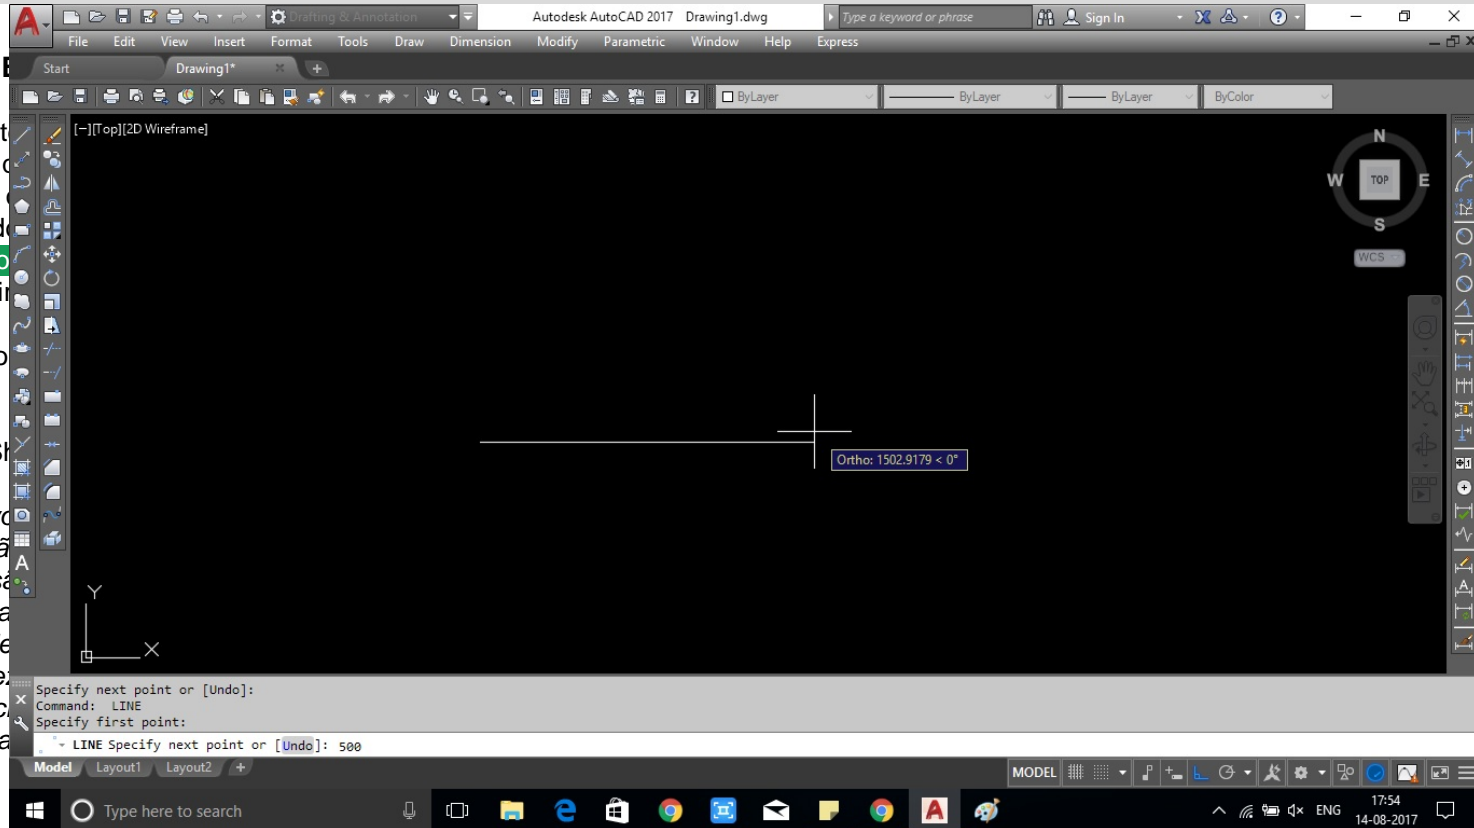 Drafting & Annotation
Autodesk AutoCAD 2017 Drawing1.dwg
Type a keyword or phrase
Sign In
File Edit View Insert Format Tools Draw Dimension Modify Parametric Window Help Express
Start
Drawing1*
ByLayer
ByLayer
ByLayer
ByColor
[−][Top][2D Wireframe]
N
W TOP E
S
WCS
Ortho: 1502.9179 < 0°
Y
X
Specify next point or [Undo]:
Command: LINE
Specify first point:
LINE Specify next point or [Undo]: 500
Model Layout1 Layout2 +
MODEL
Type here to search
ENG
17:54
14-08-2017